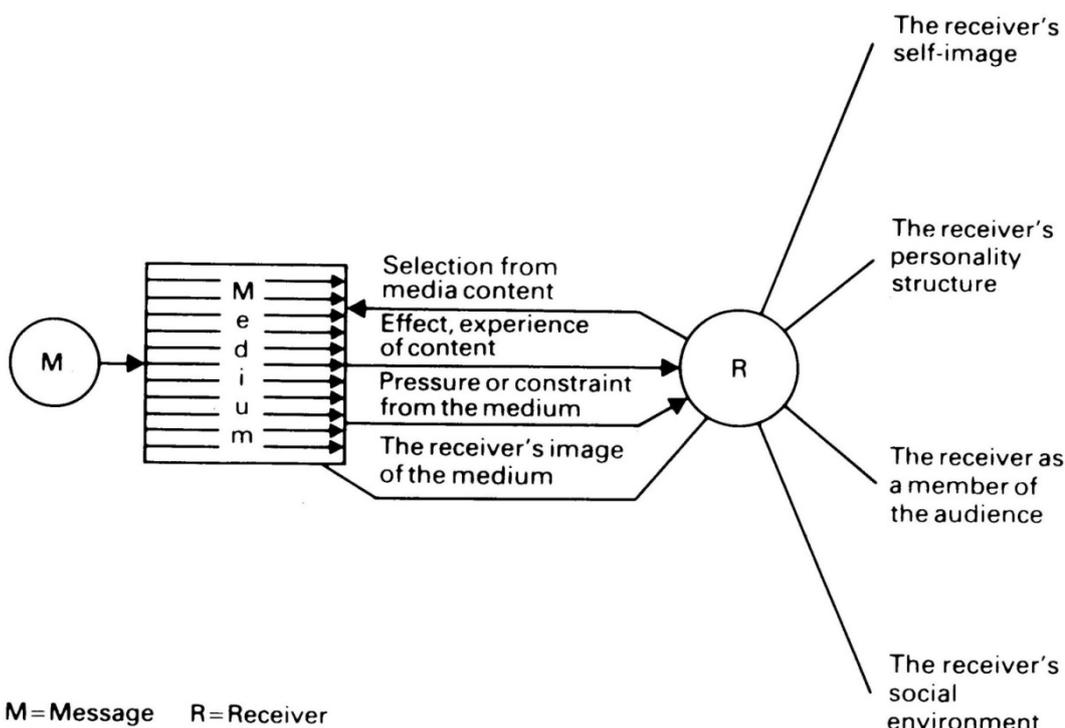 The receiver's
self-image
The receiver's
personality
structure
Selection from
media content
Effect, experience
of content
Pressure or constraint
from the medium
The receiver's image
of the medium
M
Medium
R
The receiver as
a member of
the audience
The receiver's
social
environment
M=Message R=Receiver